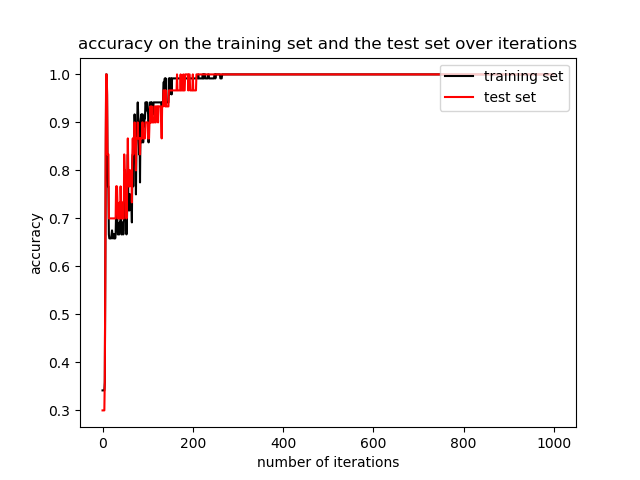 accuracy on the training set and the test set over iterations
training set
test set
accuracy
1.0
0.9
0.8
0.7
0.6
0.5
0.4
0.3
0 200 400 600 800 1000
number of iterations